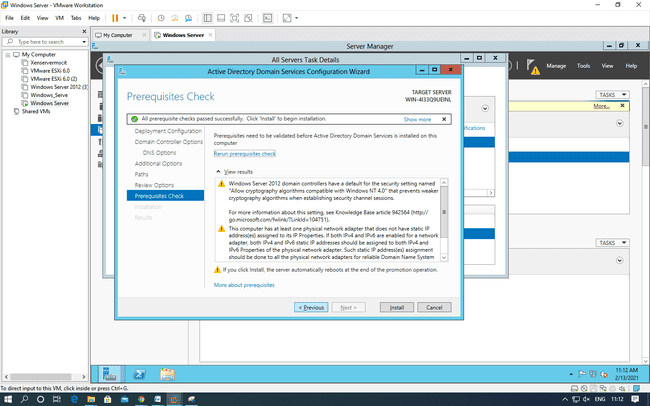 Windows Server - VMware Workstation
File Edit View VM Tabs Help
Library
Type here to search
My Computer
Xenservermscit
VMware ESXi 6.0
VMware ESXi 6.0 (2)
Windows Server 2012 (3)
Windows_Serve
Windows Server
Shared VMs
My Computer
Windows Server
Server Manager
Manage Tools View Help
All Servers Task Details
TASKS
More...
TASKS
Active Directory Domain Services Configuration Wizard
Prerequisites Check
TARGET SERVER
WIN-4I33Q9UEINL
All prerequisite checks passed successfully. Click 'Install' to begin installation.
Show more
Deployment Configuration
Domain Controller Options
DNS Options
Additional Options
Paths
Review Options
Prerequisites Check
Installation
Results
Prerequisites need to be validated before Active Directory Domain Services is installed on this
computer
Rerun prerequisites check
View results
Windows Server 2012 domain controllers have a default for the security setting named
"Allow cryptography algorithms compatible with Windows NT 4.0" that prevents weaker
cryptography algorithms when establishing security channel sessions.
For more information about this setting, see Knowledge Base article 942564 (http://
go.microsoft.com/fwlink/?LinkId=104751).
This computer has at least one physical network adapter that does not have static IP
address(es) assigned to its IP Properties. If both IPv4 and IPv6 are enabled for a network
adapter, both IPv4 and IPv6 static IP addresses should be assigned to both IPv4 and
IPv6 Properties of the physical network adapter. Such static IP address(es) assignment
should be done to all the physical network adapters for reliable Domain Name System
If you click Install, the server automatically reboots at the end of the promotion operation.
More about prerequisites
< Previous
Next >
Install
Cancel
11:12 AM
2/13/2021
To direct input to this VM, click inside or press Ctrl+G.
ENG 11:12